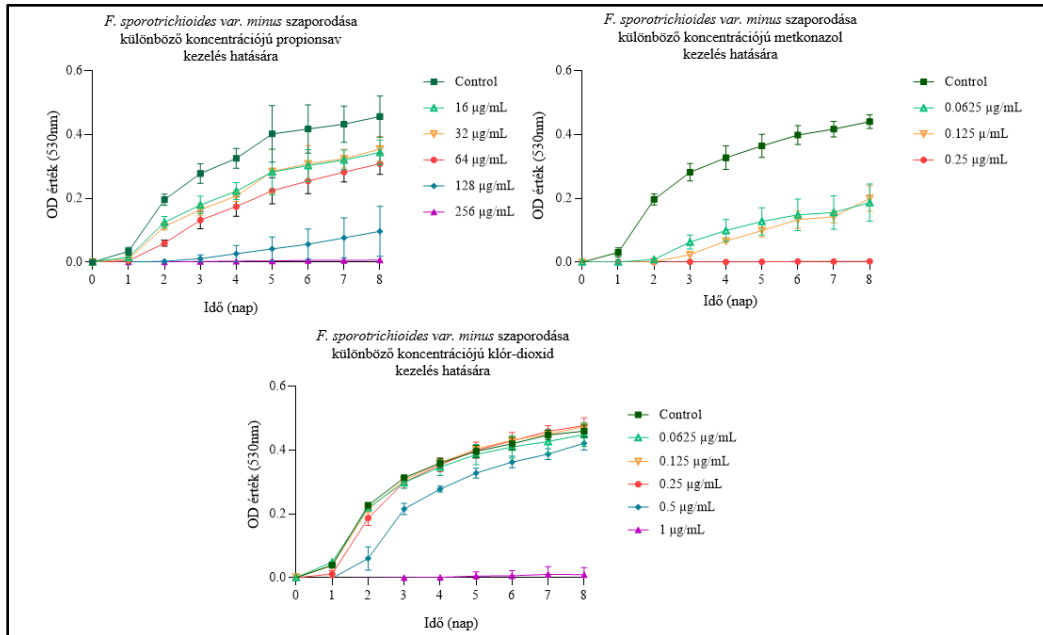 F. sporotrichioides var. minus szaporodása
különböző koncentrációjú propionsav
kezelés hatására
OD érték (530nm)
0.6
0.4
0.2
0.0
0 1 2 3 4 5 6 7 8
Idő (nap)
Control
16 µg/mL
32 µg/mL
64 µg/mL
128 µg/mL
256 µg/mL
F. sporotrichioides var. minus szaporodása
különböző koncentrációjú metkonazol
kezelés hatására
OD érték (530nm)
0.6
0.4
0.2
0.0
0 1 2 3 4 5 6 7 8
Idő (nap)
Control
0.0625 µg/mL
0.125 µ/mL
0.25 µg/mL
F. sporotrichioides var. minus szaporodása
különböző koncentrációjú klór-dioxid
kezelés hatására
OD érték (530nm)
0.6
0.4
0.2
0.0
0 1 2 3 4 5 6 7 8
Idő (nap)
Control
0.0625 µg/mL
0.125 µg/mL
0.25 µg/mL
0.5 µg/mL
1 µg/mL